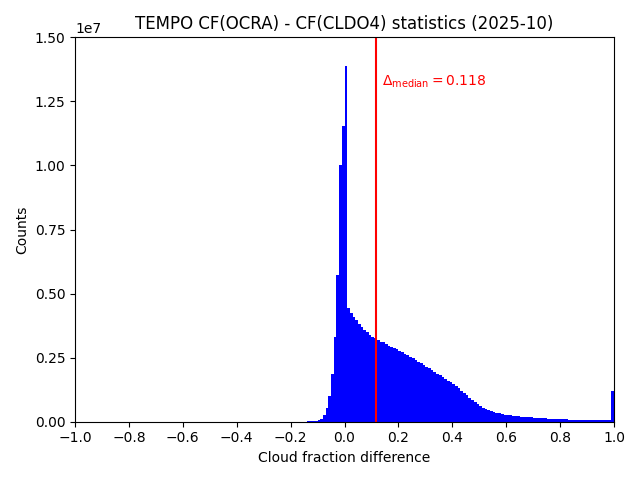 TEMPO CF(OCRA) - CF(CLDO4) statistics (2025-10)
1e7
1.50
1.25
1.00
0.75
0.50
0.25
0.00
Counts
Δmedian = 0.118
−1.0 −0.8 −0.6 −0.4 −0.2 0.0 0.2 0.4 0.6 0.8 1.0
Cloud fraction difference